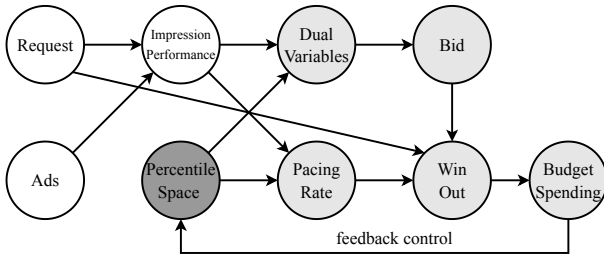 Request
Impression
Performance
Dual
Variables
Bid
Ads
Percentile
Space
Pacing
Rate
Win
Out
Budget
Spending
feedback control